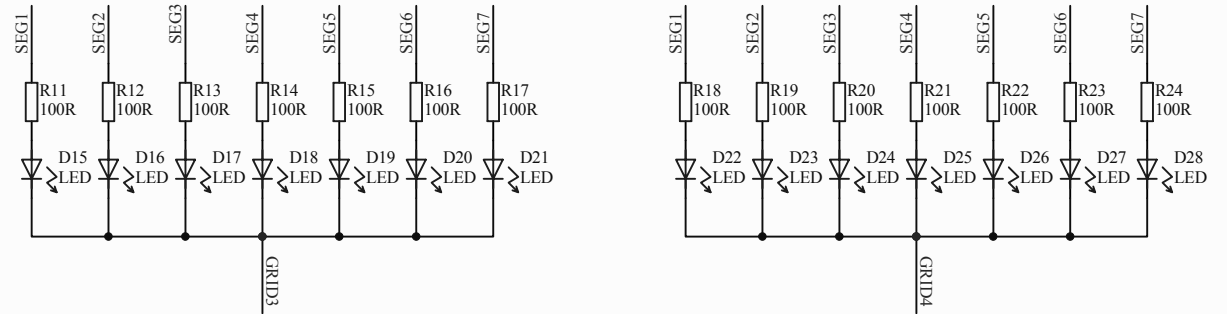 SEG1 SEG2 SEG3 SEG4 SEG5 SEG6 SEG7 SEG1 SEG2 SEG3 SEG4 SEG5 SEG6 SEG7
R11 R12 R13 R14 R15 R16 R17 R18 R19 R20 R21 R22 R23 R24
100R 100R 100R 100R 100R 100R 100R 100R 100R 100R 100R 100R 100R 100R
D15 D16 D17 D18 D19 D20 D21 D22 D23 D24 D25 D26 D27 D28
LED LED LED LED LED LED LED LED LED LED LED LED LED LED
GRID3 GRID4